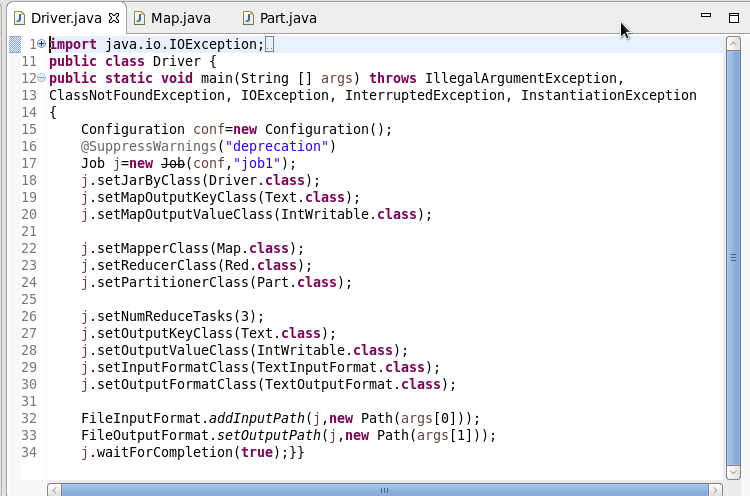 Driver.java Map.java Part.java
1 import java.io.IOException;
11 public class Driver {
12 public static void main(String [] args) throws IllegalArgumentException,
13 ClassNotFoundException, IOException, InterruptedException, InstantiationException
14 {
15     Configuration conf=new Configuration();
16     @SuppressWarnings("deprecation")
17     Job j=new Job(conf,"job1");
18     j.setJarByClass(Driver.class);
19     j.setMapOutputKeyClass(Text.class);
20     j.setMapOutputValueClass(IntWritable.class);
21
22     j.setMapperClass(Map.class);
23     j.setReducerClass(Red.class);
24     j.setPartitionerClass(Part.class);
25
26     j.setNumReduceTasks(3);
27     j.setOutputKeyClass(Text.class);
28     j.setOutputValueClass(IntWritable.class);
29     j.setInputFormatClass(TextInputFormat.class);
30     j.setOutputFormatClass(TextOutputFormat.class);
31
32     FileInputFormat.addInputPath(j,new Path(args[0]));
33     FileOutputFormat.setOutputPath(j,new Path(args[1]));
34     j.waitForCompletion(true);}}